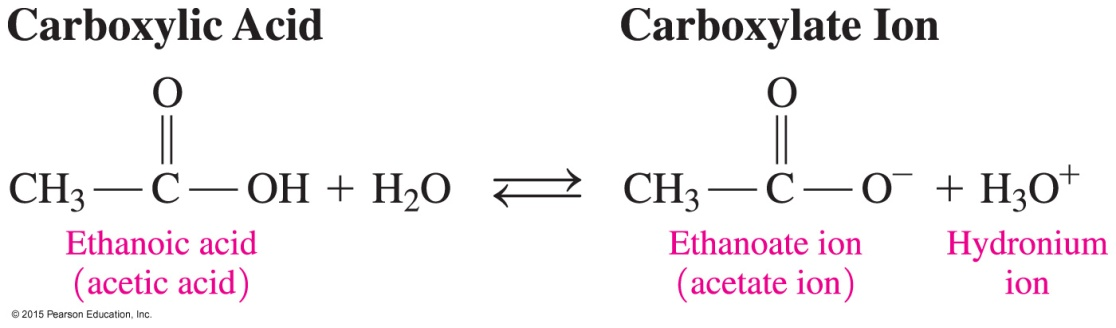 Carboxylic Acid Carboxylate Ion
O O
CH₃ — C — OH + H₂O ⇌ CH₃ — C — O⁻ + H₃O⁺
Ethanoic acid Ethanoate ion Hydronium
(acetic acid) (acetate ion) ion
© 2015 Pearson Education, Inc.